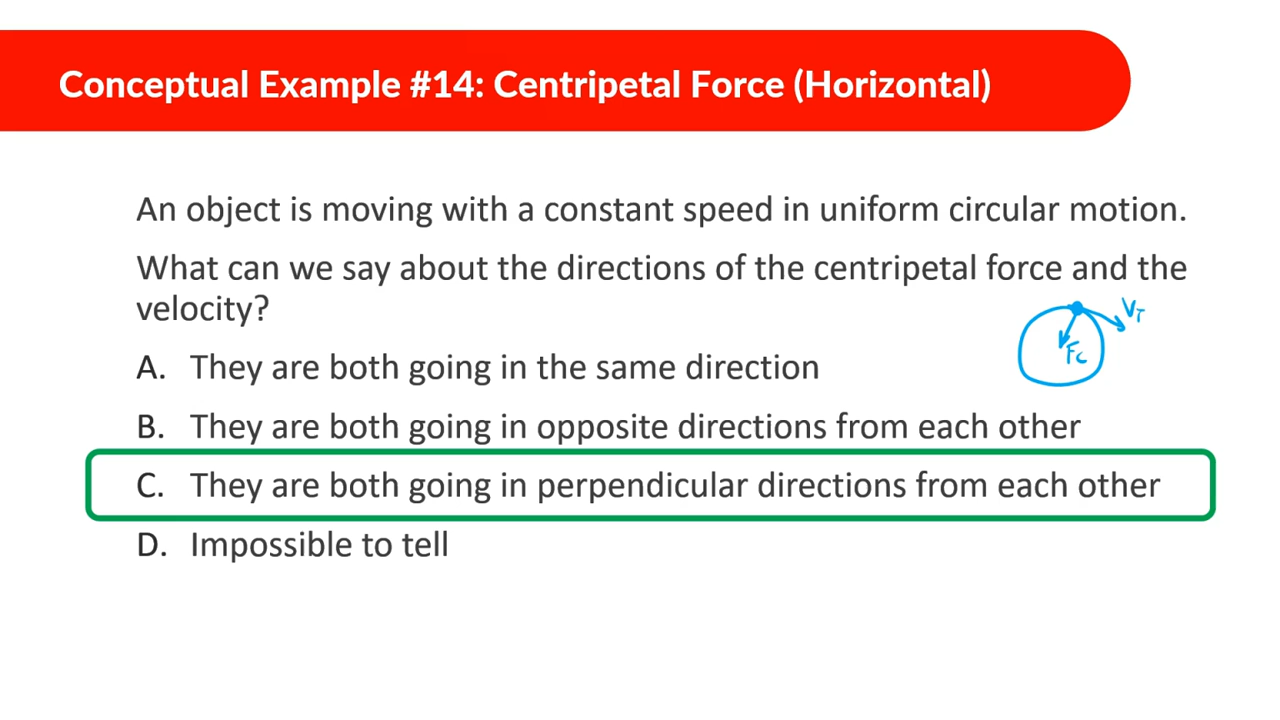 Conceptual Example #14: Centripetal Force (Horizontal)
An object is moving with a constant speed in uniform circular motion.
What can we say about the directions of the centripetal force and the
velocity?
V_T
F_C
A. They are both going in the same direction
B. They are both going in opposite directions from each other
C. They are both going in perpendicular directions from each other
D. Impossible to tell